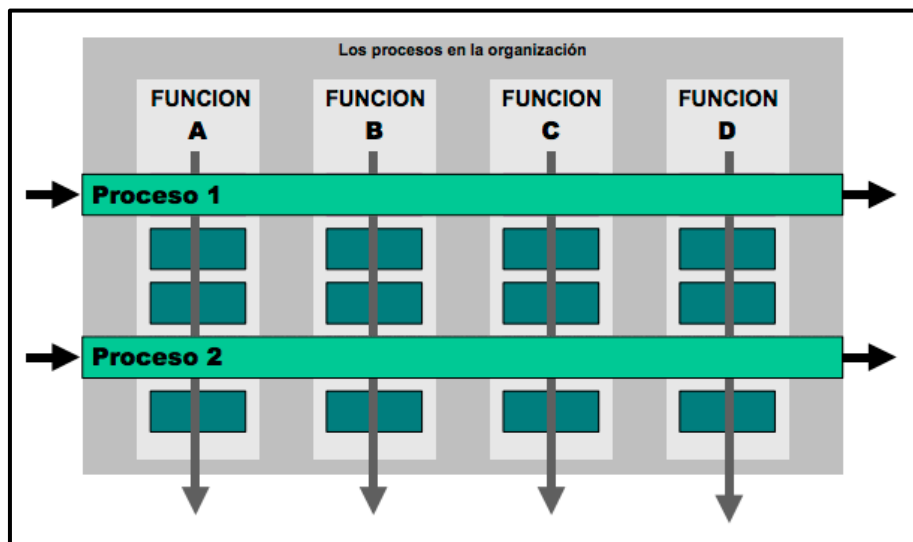 Los procesos en la organización
FUNCION
A
FUNCION
B
FUNCION
C
FUNCION
D
Proceso 1
Proceso 2